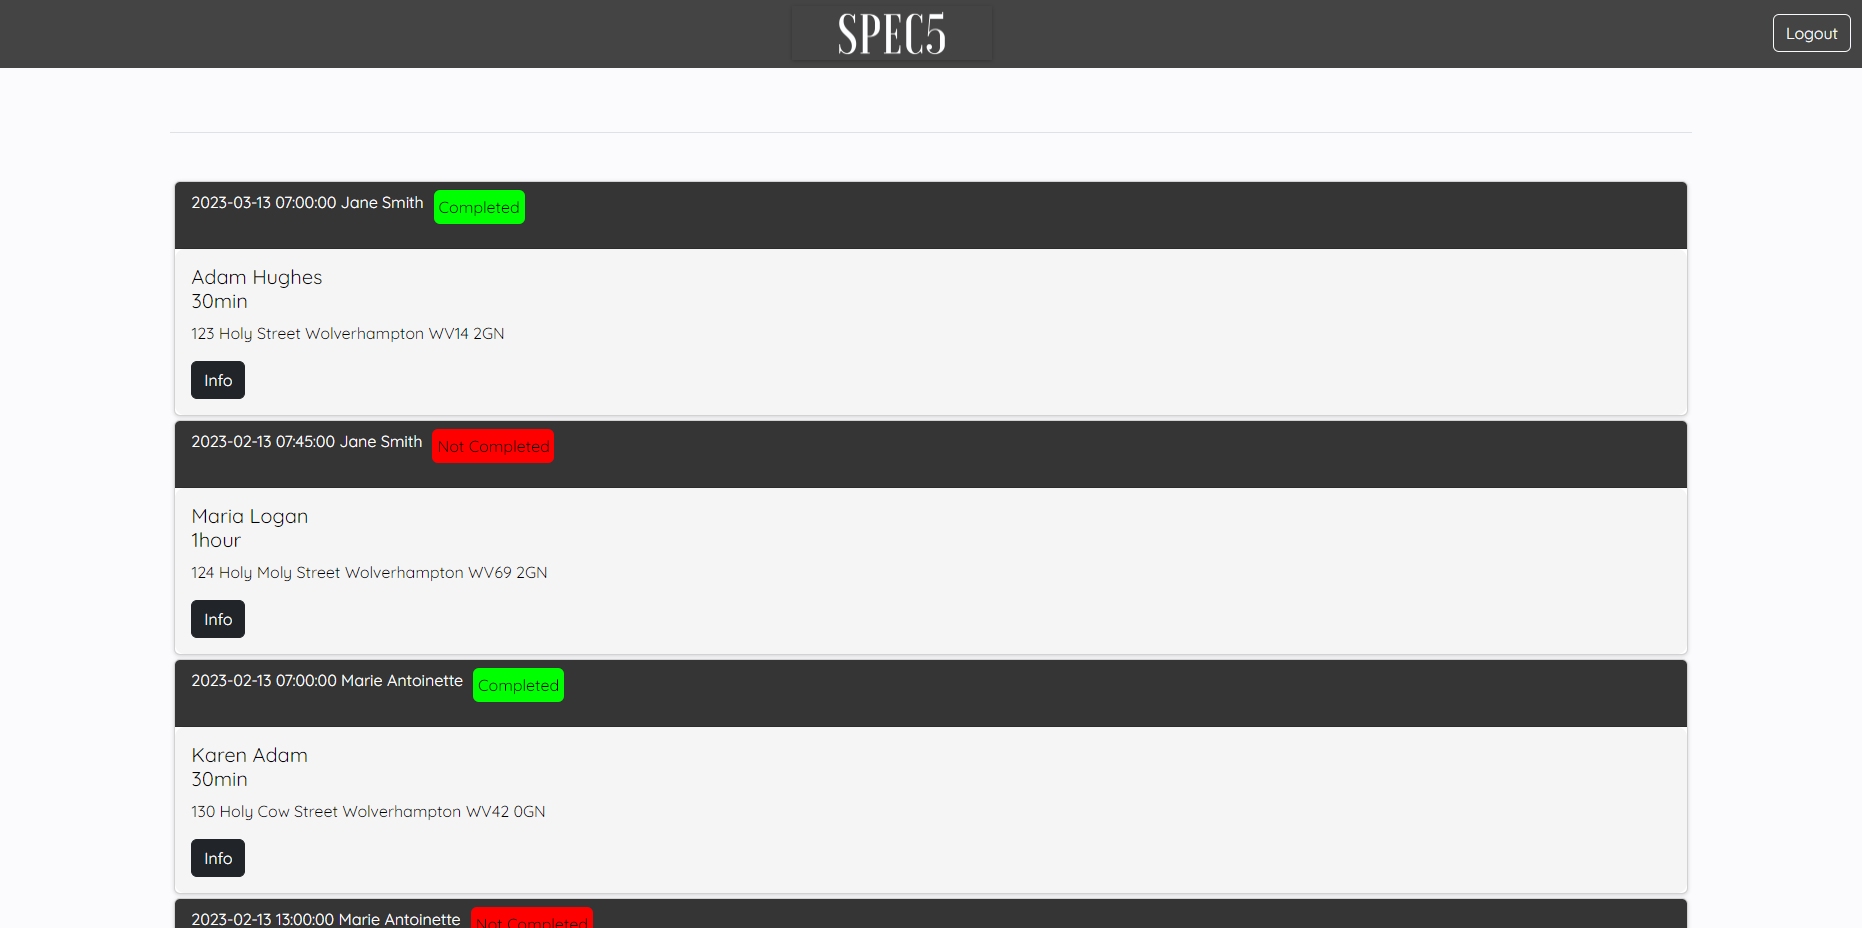 SPEC5
Logout
2023-03-13 07:00:00 Jane Smith Completed
Adam Hughes
30min
123 Holy Street Wolverhampton WV14 2GN
Info
2023-02-13 07:45:00 Jane Smith Not Completed
Maria Logan
1hour
124 Holy Moly Street Wolverhampton WV69 2GN
Info
2023-02-13 07:00:00 Marie Antoinette Completed
Karen Adam
30min
130 Holy Cow Street Wolverhampton WV42 0GN
Info
2023-02-13 13:00:00 Marie Antoinette Not Completed